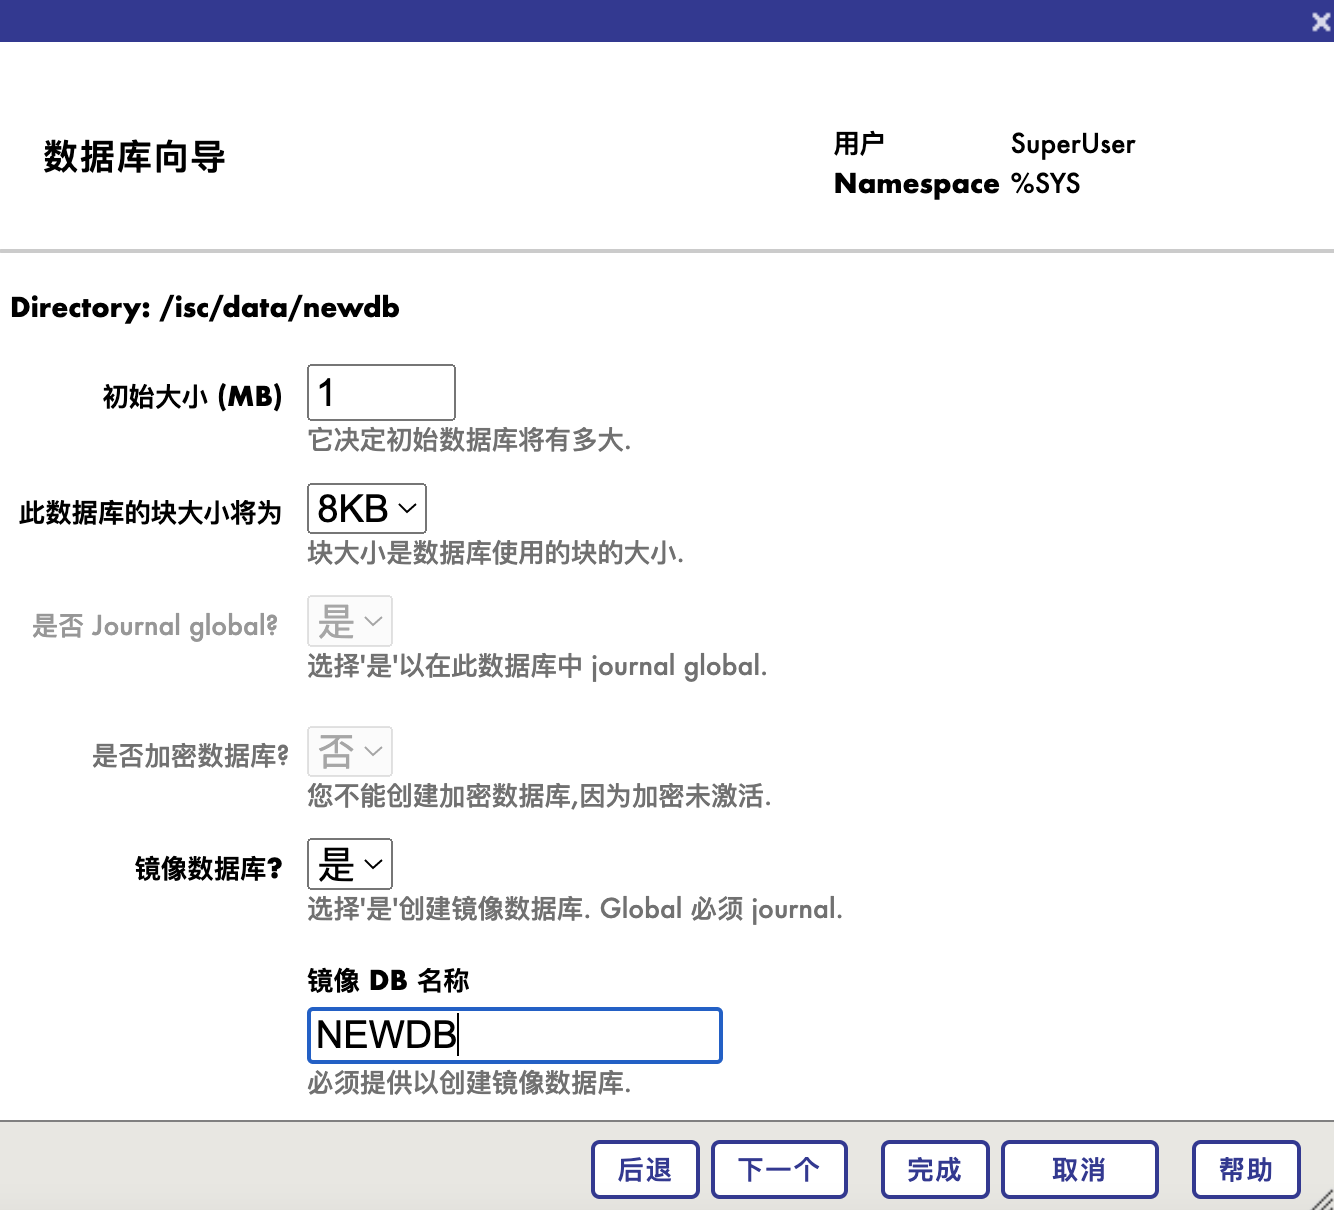 数据库向导
用户 SuperUser
Namespace %SYS
Directory: /isc/data/newdb
初始大小 (MB) 1
它决定初始数据库将有多大.
此数据库的块大小将为 8KB
块大小是数据库使用的块的大小.
是否 Journal global? 是
选择'是'以在此数据库中 journal global.
是否加密数据库? 否
您不能创建加密数据库,因为加密未激活.
镜像数据库? 是
选择'是'创建镜像数据库. Global 必须 journal.
镜像 DB 名称
NEWDB
必须提供以创建镜像数据库.
后退 下一个 完成 取消 帮助